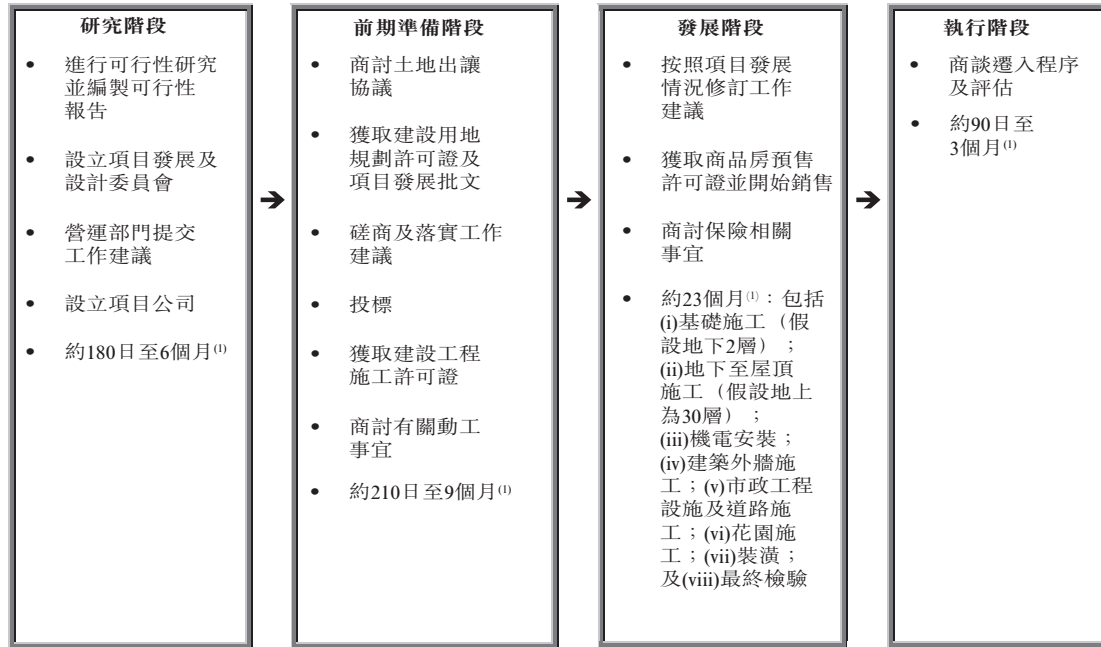 研究階段
• 進行可行性研究
並編製可行性
報告
• 設立項目發展及
設計委員會
• 營運部門提交
工作建議
• 設立項目公司
• 約180日至6個月(1)
前期準備階段
• 商討土地出讓
協議
• 獲取建設用地
規劃許可證及
項目發展批文
• 磋商及落實工作
建議
• 投標
• 獲取建設工程
施工許可證
• 商討有關動工
事宜
• 約210日至9個月(1)
發展階段
• 按照項目發展
情況修訂工作
建議
• 獲取商品房預售
許可證並開始銷售
• 商討保險相關
事宜
• 約23個月(1):包括
(i)基礎施工（假
設地下2層）；
(ii)地下至屋頂
施工（假設地上
為30層）；
(iii)機電安裝；
(iv)建築外牆施
工；(v)市政工程
設施及道路施
工；(vi)花園施
工；(vii)裝潢；
及(viii)最終檢驗
執行階段
• 商談遷入程序
及評估
• 約90日至
3個月(1)